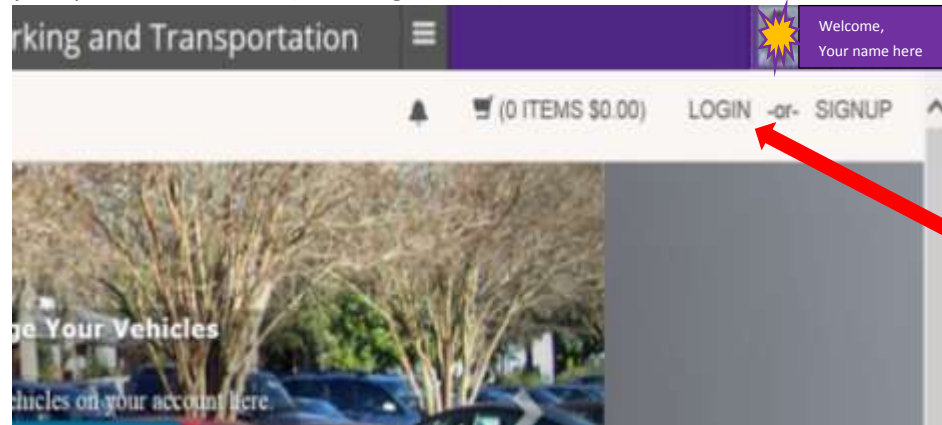 rking and Transportation
Welcome,
Your name here
(0 ITEMS $0.00) LOGIN -or- SIGNUP
ge Your Vehicles
hicles on your account here.